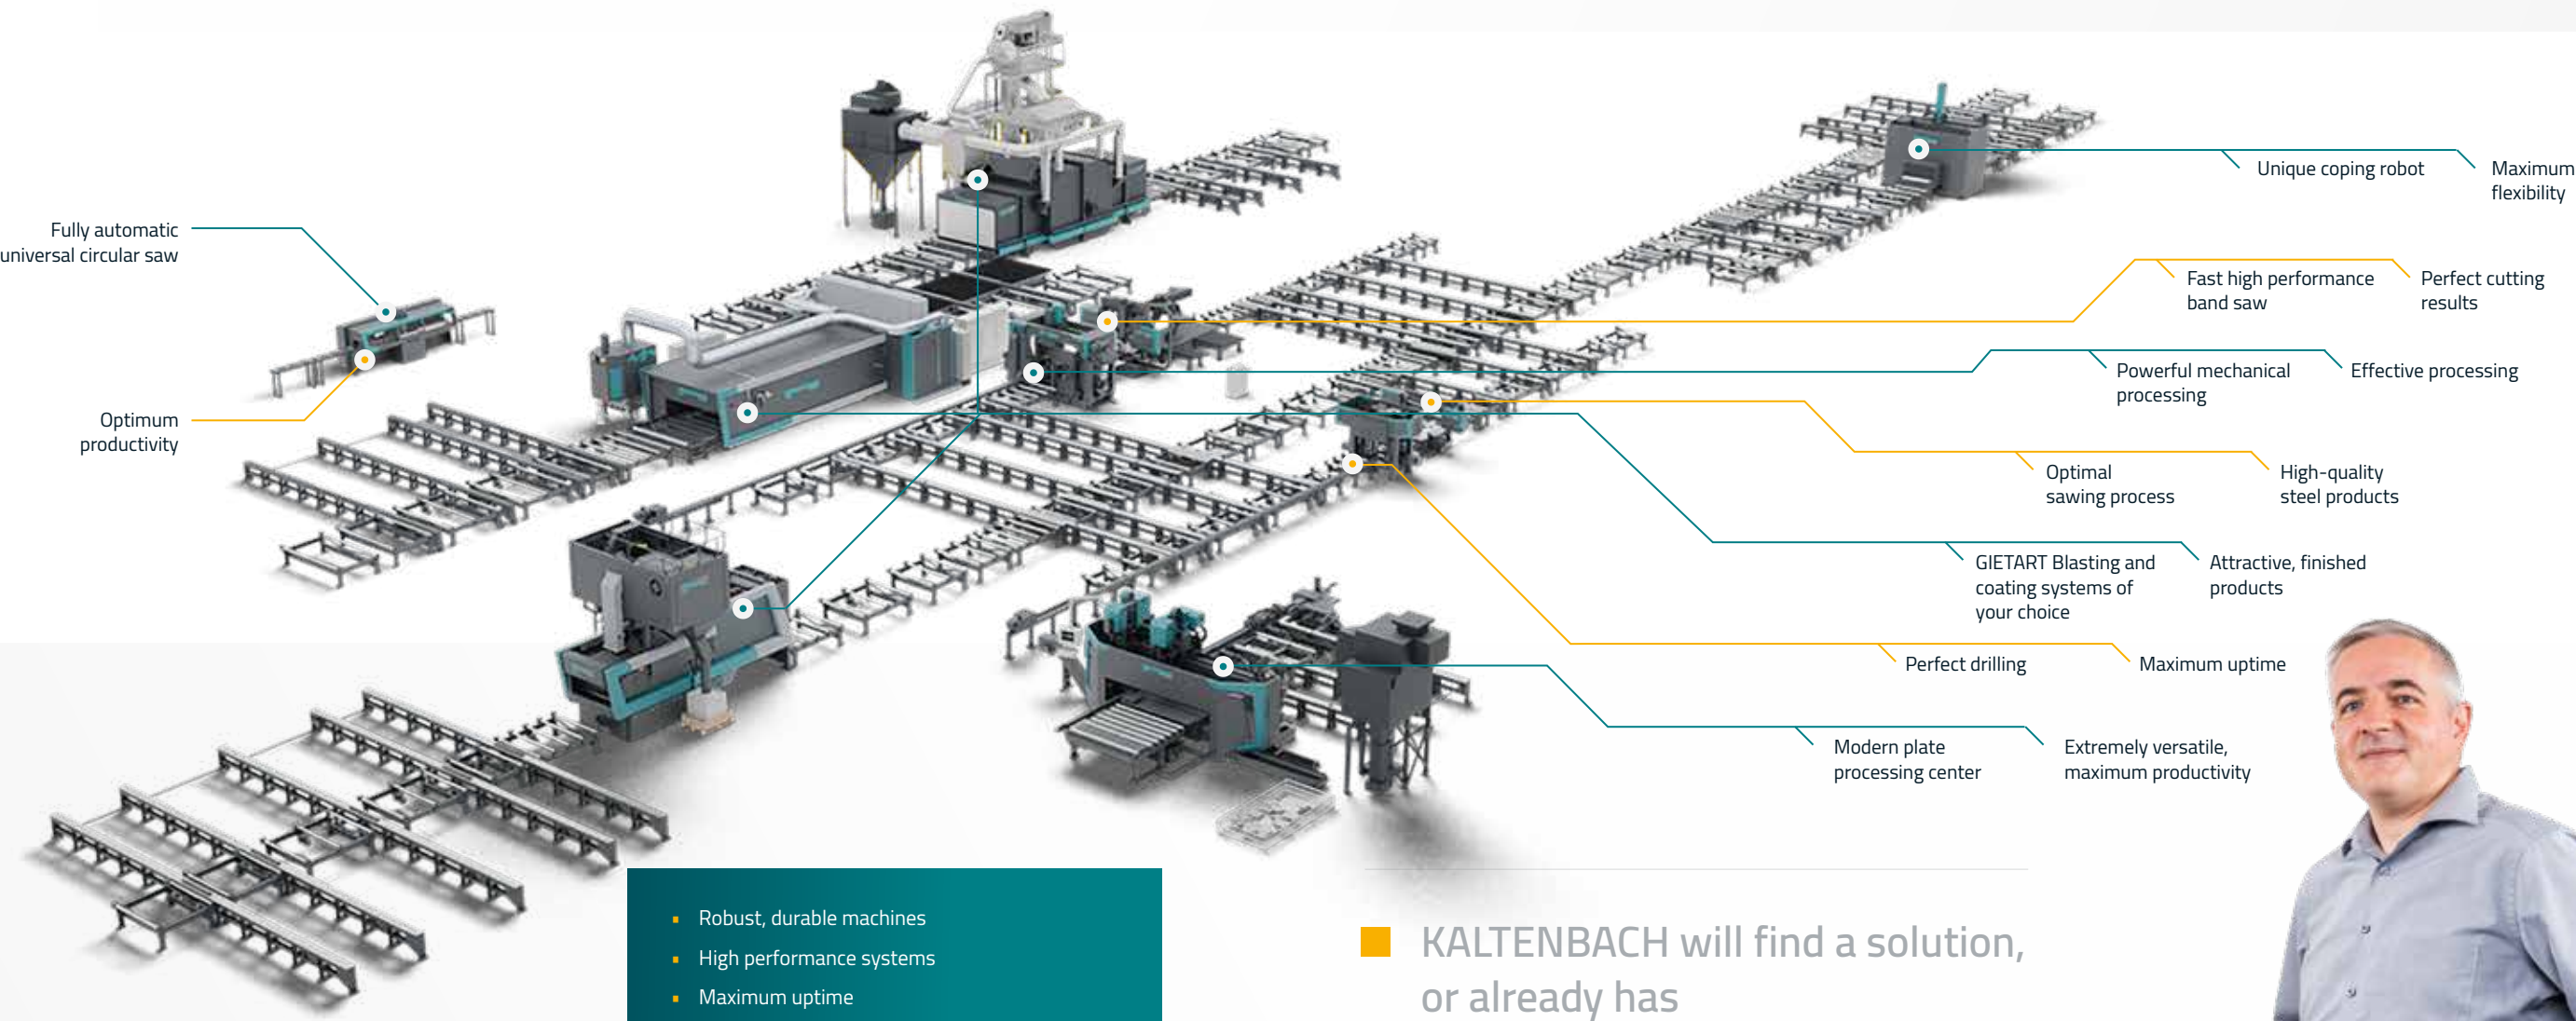 Fully automatic
universal circular saw
Optimum
productivity
Unique coping robot
Maximum
flexibility
Fast high performance
band saw
Perfect cutting
results
Powerful mechanical
processing
Effective processing
Optimal
sawing process
High-quality
steel products
GIETART Blasting and
coating systems of
your choice
Attractive, finished
products
Perfect drilling
Maximum uptime
Modern plate
processing center
Extremely versatile,
maximum productivity
Robust, durable machines
High performance systems
Maximum uptime
KALTENBACH will find a solution,
or already has